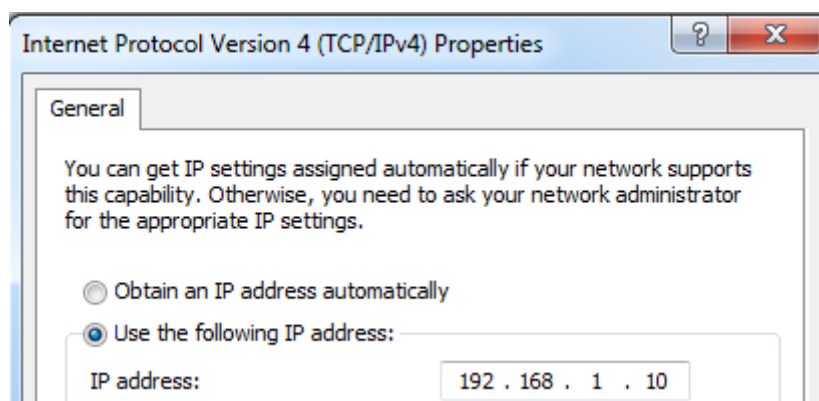 Internet Protocol Version 4 (TCP/IPv4) Properties
General
You can get IP settings assigned automatically if your network supports
this capability. Otherwise, you need to ask your network administrator
for the appropriate IP settings.
Obtain an IP address automatically
Use the following IP address:
IP address: 192 . 168 . 1 . 10